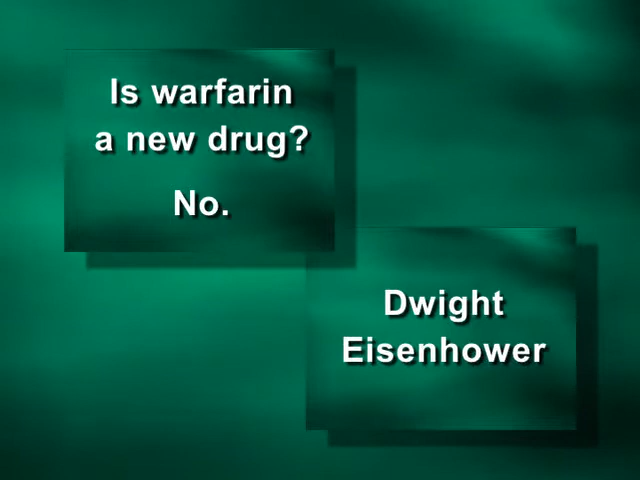 Is warfarin
a new drug?
No.
Dwight
Eisenhower